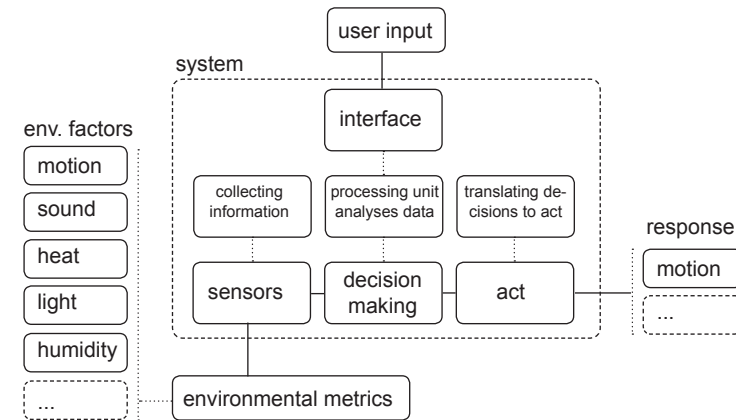 user input
system
interface
env. factors
motion
sound
heat
light
humidity
...
collecting
information
processing unit
analyses data
translating de-
cisions to act
sensors
decision
making
act
response
motion
...
environmental metrics